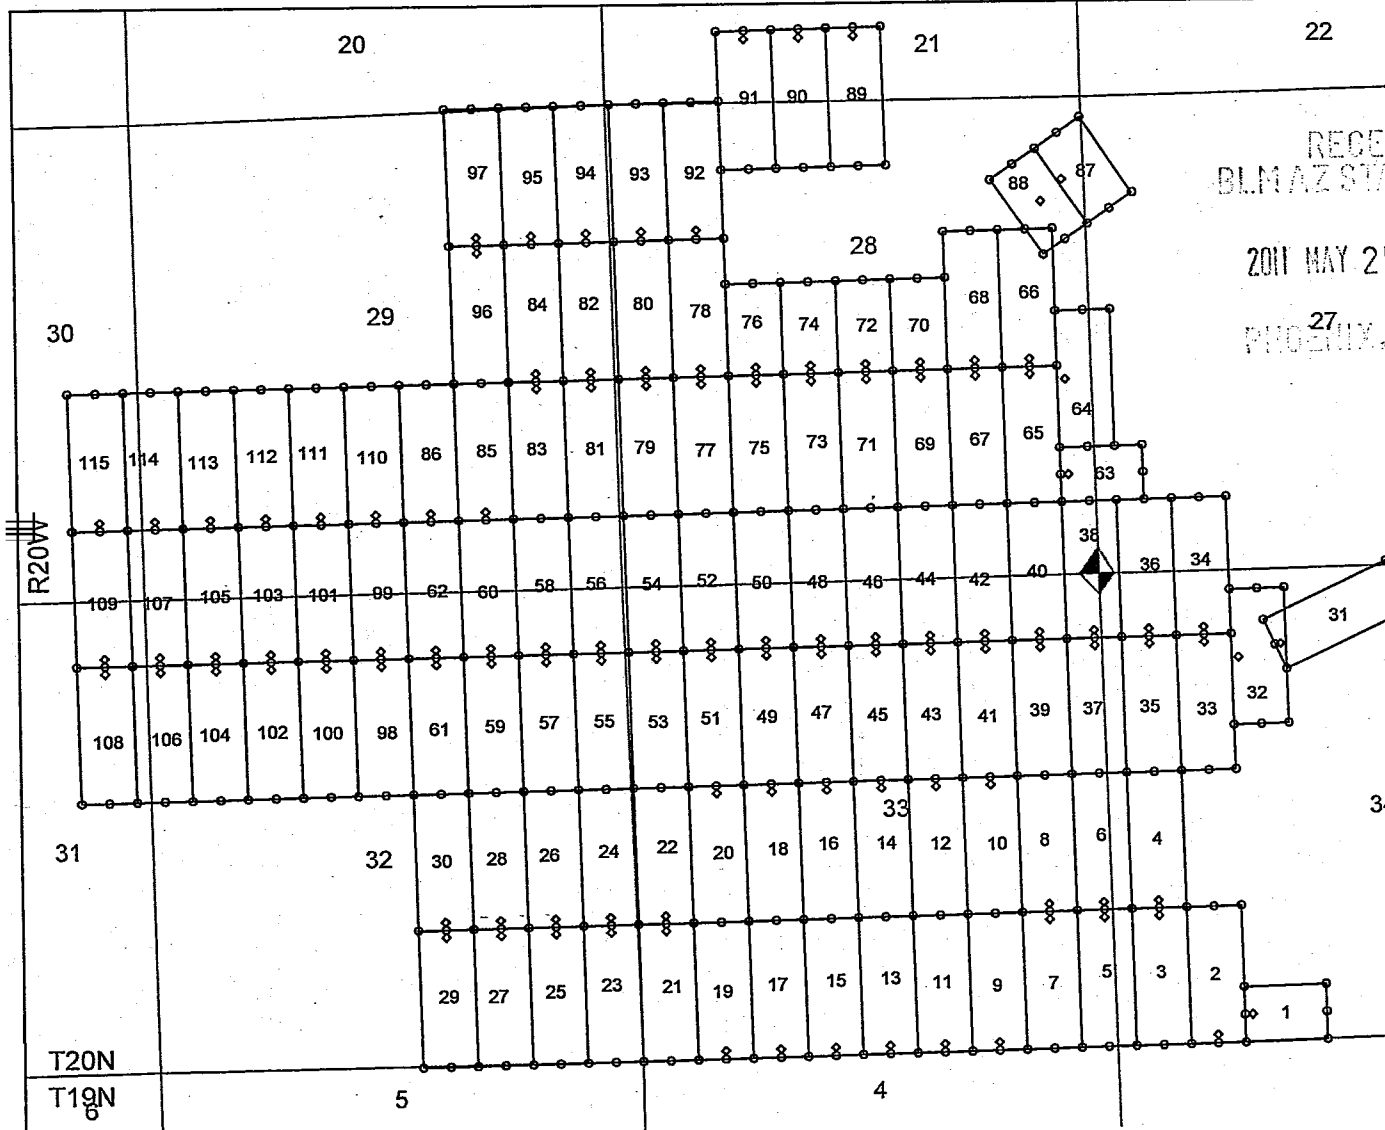 20 21 22
91 90 89
RECE
BLM AZ STA
97 95 94 93 92 88 87
28
2011 MAY 2
30 29 96 84 82 80 78 76 74 72 70 68 66 27
PHOENIX,
115 114 113 112 111 110 86 85 83 81 79 77 75 73 71 69 67 65 64
63
R20W
109 107 105 103 101 99 62 60 58 56 54 52 50 48 46 44 42 40 38 36 34
31
108 106 104 102 100 98 61 59 57 55 53 51 49 47 45 43 41 39 37 35 33 32
33 34
31 32 30 28 26 24 22 20 18 16 14 12 10 8 6 4
29 27 25 23 21 19 17 15 13 11 9 7 5 3 2
1
T20N
T19N
6 5 4